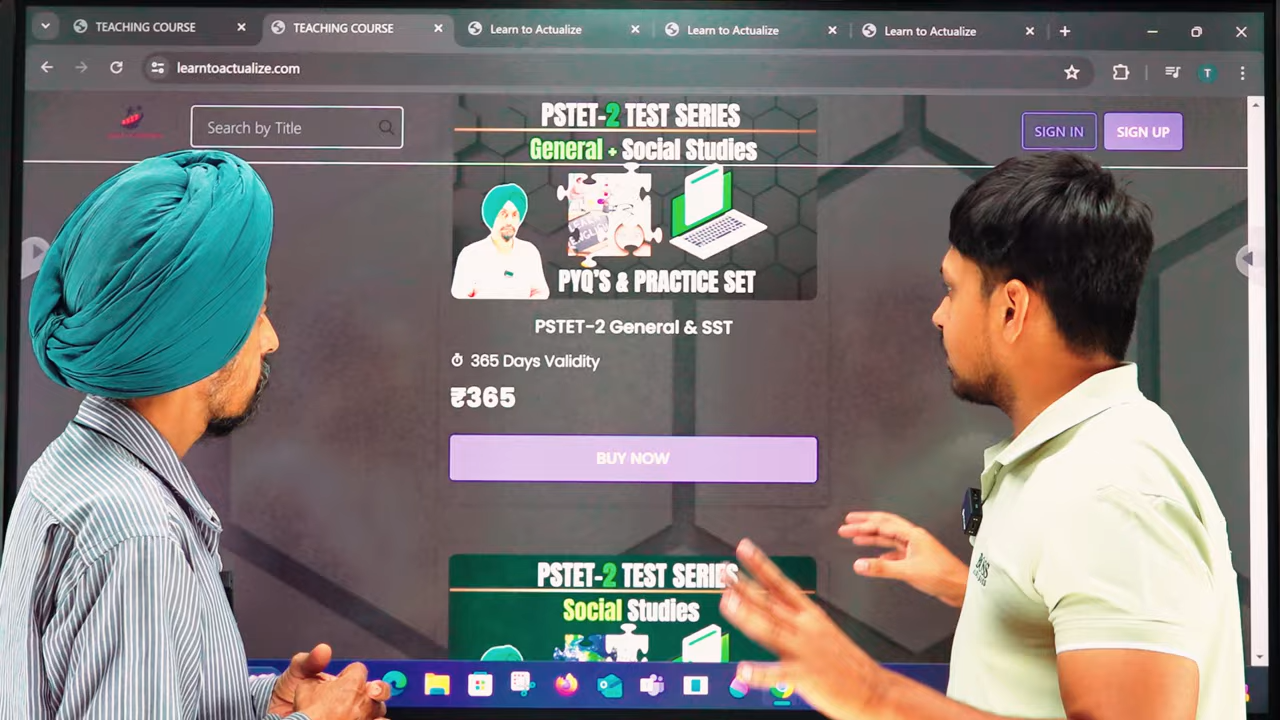 TEACHING COURSE
TEACHING COURSE
Learn to Actualize
Learn to Actualize
Learn to Actualize
learntoactualize.com
T
Search by Title
SIGN IN
SIGN UP
PSTET-2 TEST SERIES
General + Social Studies
PYQ'S & PRACTICE SET
PSTET-2 General & SST
365 Days Validity
₹365
BUY NOW
PSTET-2 TEST SERIES
Social Studies